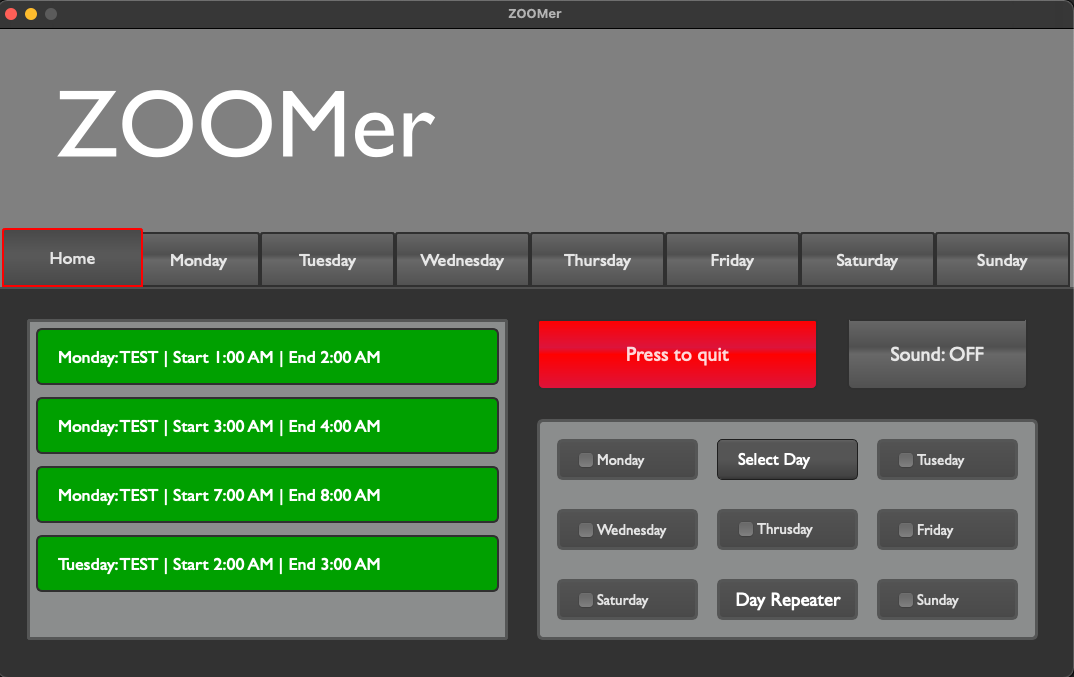 ZOOMer
ZOOMer
Home
Monday
Tuesday
Wednesday
Thursday
Friday
Saturday
Sunday
Monday:TEST | Start 1:00 AM | End 2:00 AM
Monday:TEST | Start 3:00 AM | End 4:00 AM
Monday:TEST | Start 7:00 AM | End 8:00 AM
Tuesday:TEST | Start 2:00 AM | End 3:00 AM
Press to quit
Sound: OFF
Monday
Select Day
Tuseday
Wednesday
Thrusday
Friday
Saturday
Day Repeater
Sunday